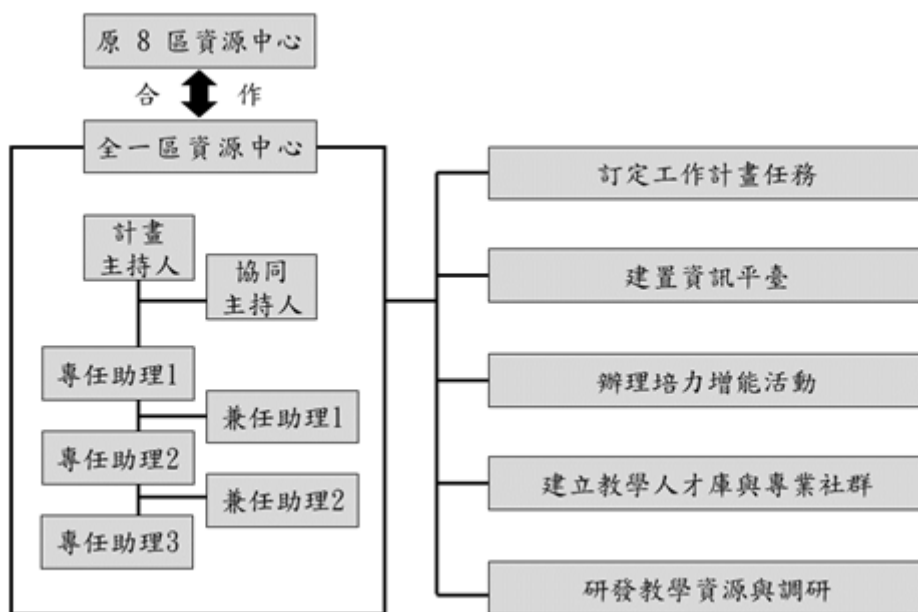 原 8 區資源中心
合 作
全一區資源中心
計畫
主持人
協同
主持人
專任助理1
兼任助理1
專任助理2
兼任助理2
專任助理3
訂定工作計畫任務
建置資訊平臺
辦理培力增能活動
建立教學人才庫與專業社群
研發教學資源與調研